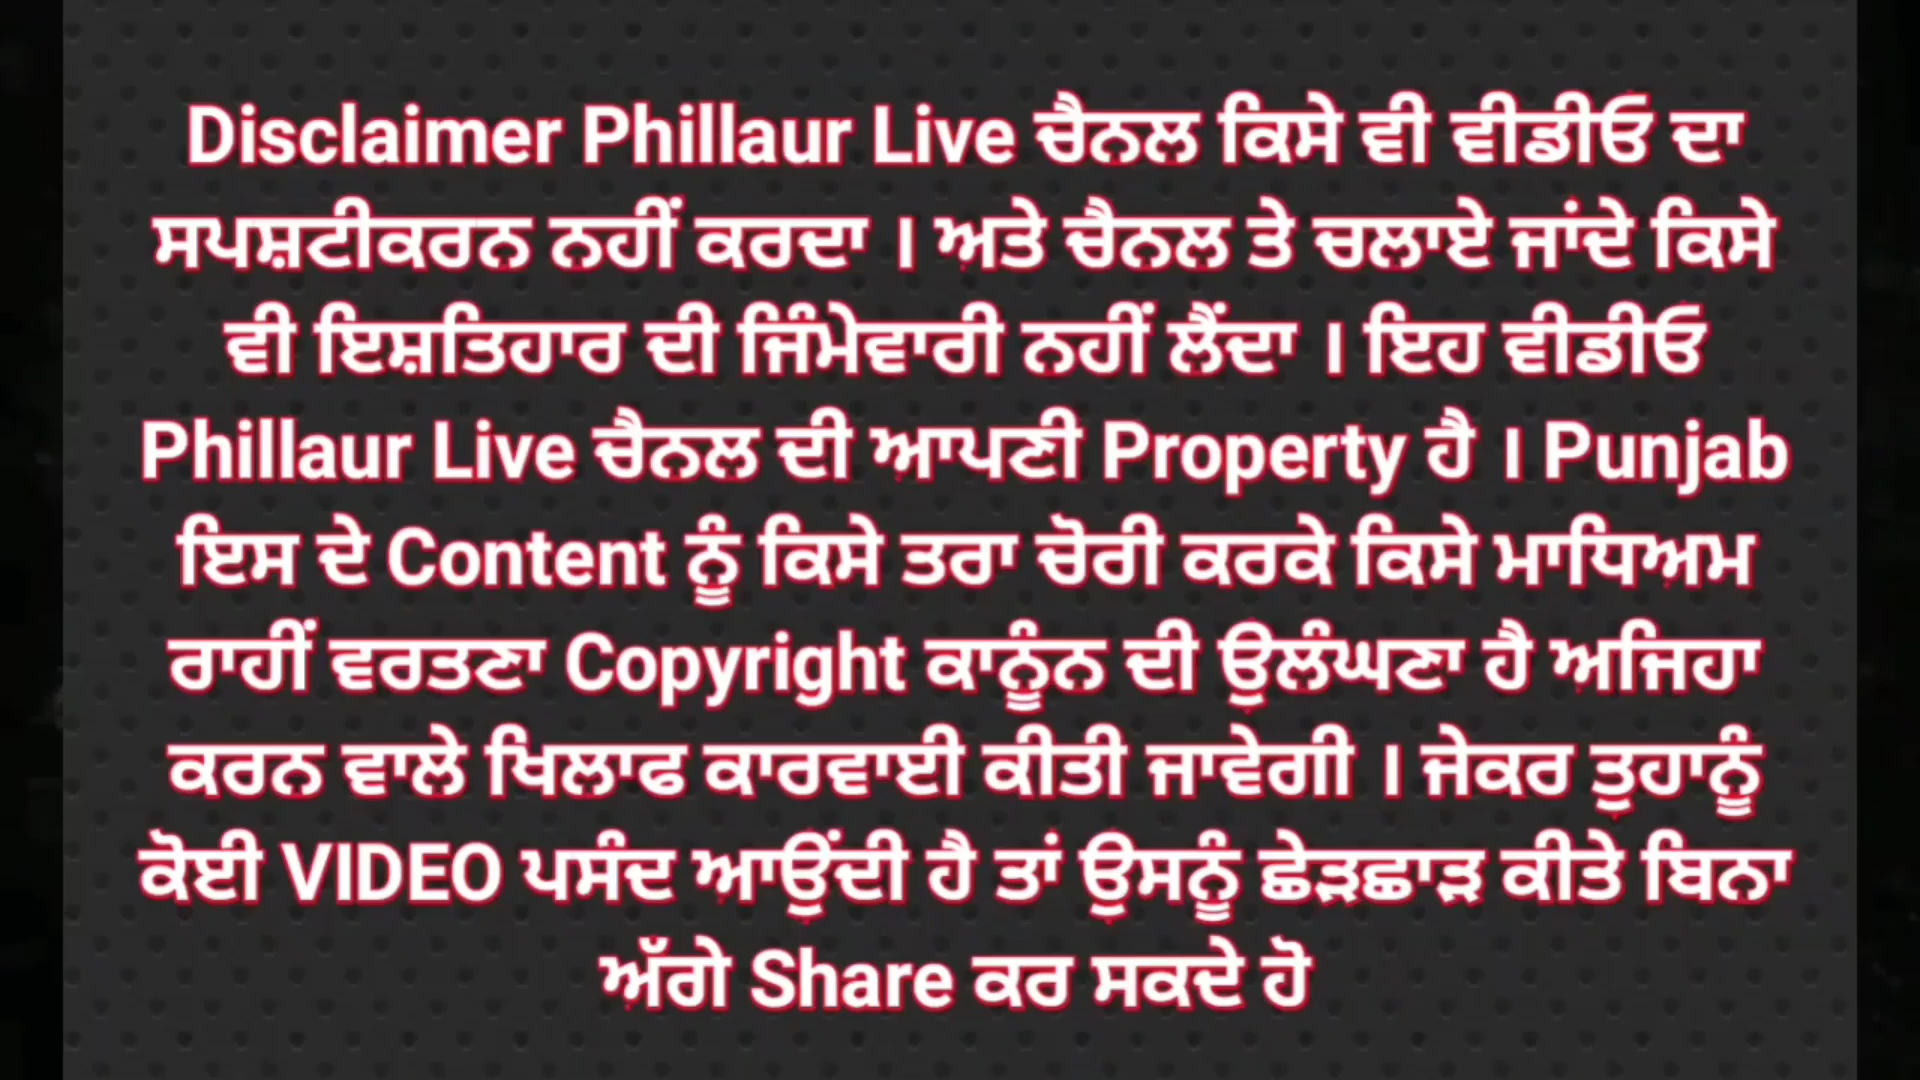 Disclaimer Phillaur Live ਚੈਨਲ ਕਿਸੇ ਵੀ ਵੀਡੀਓ ਦਾ
ਸਪਸ਼ਟੀਕਰਨ ਨਹੀਂ ਕਰਦਾ । ਅਤੇ ਚੈਨਲ ਤੇ ਚਲਾਏ ਜਾਂਦੇ ਕਿਸੇ
ਵੀ ਇਸ਼ਤਿਹਾਰ ਦੀ ਜਿੰਮੇਵਾਰੀ ਨਹੀਂ ਲੈਂਦਾ । ਇਹ ਵੀਡੀਓ
Phillaur Live ਚੈਨਲ ਦੀ ਆਪਣੀ Property ਹੈ । Punjab
ਇਸ ਦੇ Content ਨੂੰ ਕਿਸੇ ਤਰਾ ਚੋਰੀ ਕਰਕੇ ਕਿਸੇ ਮਾਧਿਅਮ
ਰਾਹੀਂ ਵਰਤਣਾ Copyright ਕਾਨੂੰਨ ਦੀ ਉਲੰਘਣਾ ਹੈ ਅਜਿਹਾ
ਕਰਨ ਵਾਲੇ ਖਿਲਾਫ ਕਾਰਵਾਈ ਕੀਤੀ ਜਾਵੇਗੀ । ਜੇਕਰ ਤੁਹਾਨੂੰ
ਕੋਈ VIDEO ਪਸੰਦ ਆਉਂਦੀ ਹੈ ਤਾਂ ਉਸਨੂੰ ਛੇੜਛਾੜ ਕੀਤੇ ਬਿਨਾ
ਅੱਗੇ Share ਕਰ ਸਕਦੇ ਹੋ